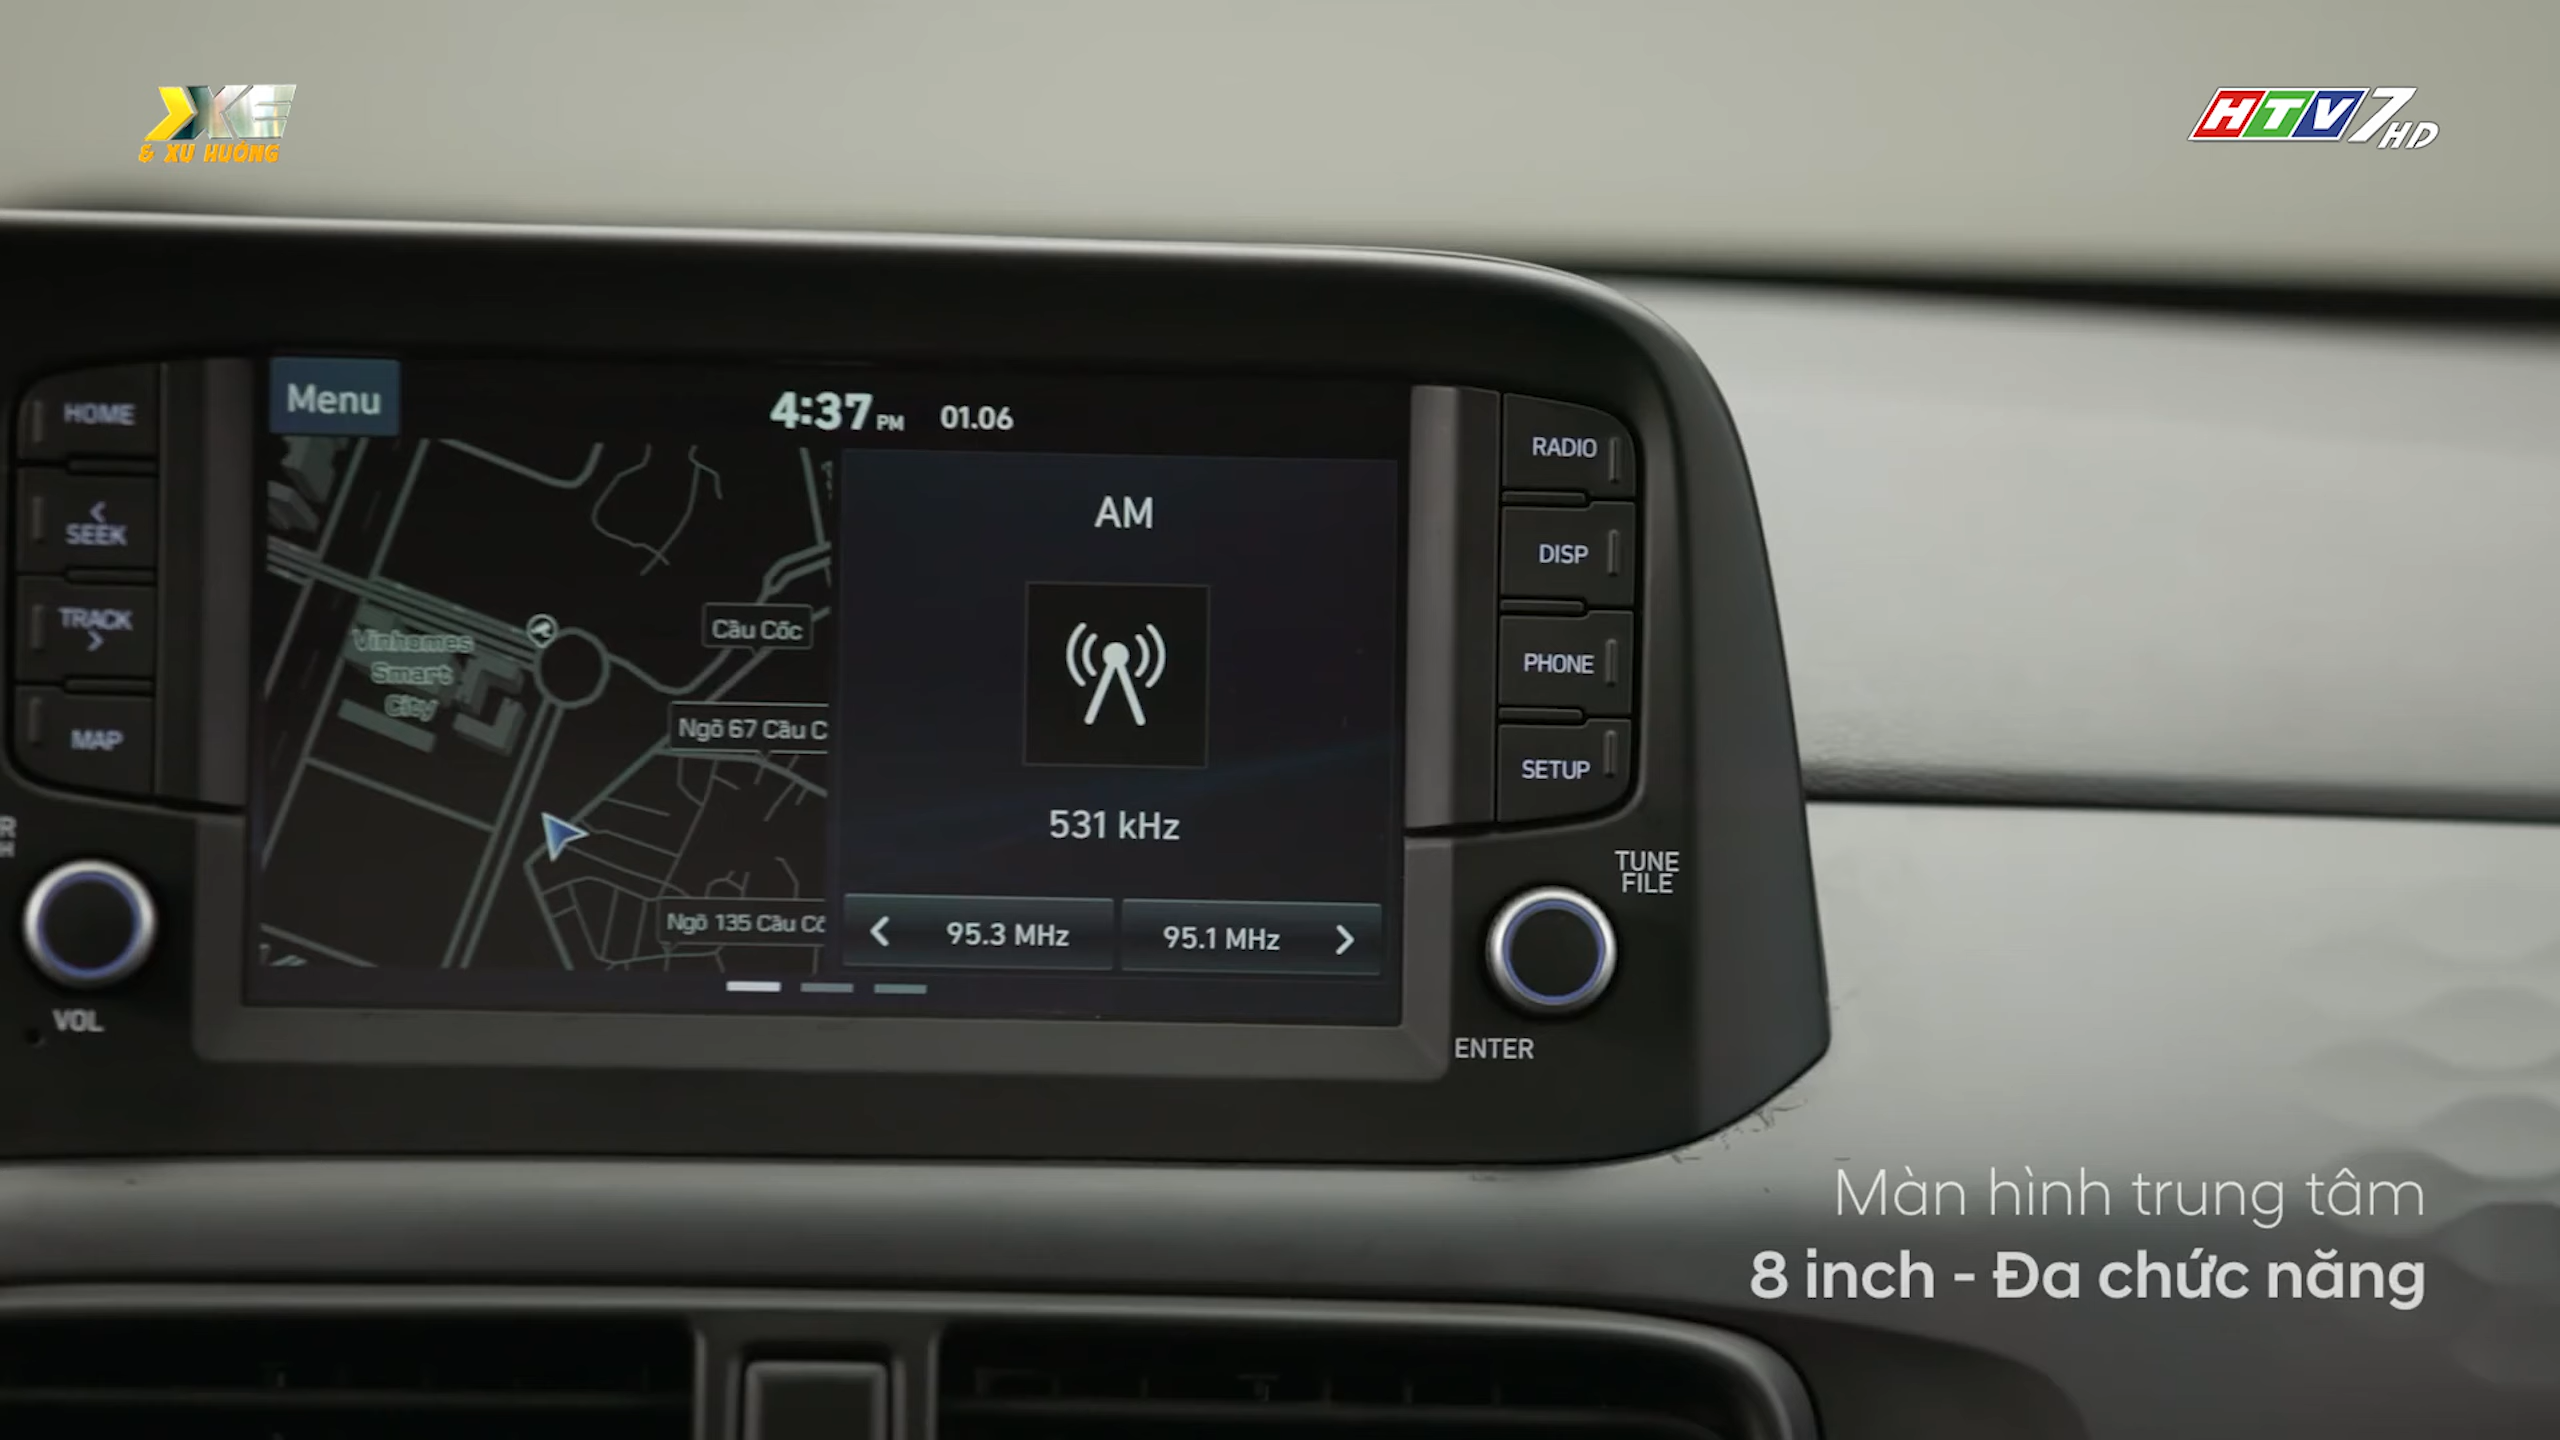 XE
& XU HƯỚNG
HTV7HD
Menu
4:37 PM 01.06
HOME
SEEK
TRACK
MAP
VOL
Vinhomes
Smart
City
Cầu Cốc
Ngõ 67 Cầu C
Ngõ 135 Cầu Cố
AM
531 kHz
95.3 MHz
95.1 MHz
RADIO
DISP
PHONE
SETUP
TUNE
FILE
ENTER
Màn hình trung tâm
8 inch - Đa chức năng